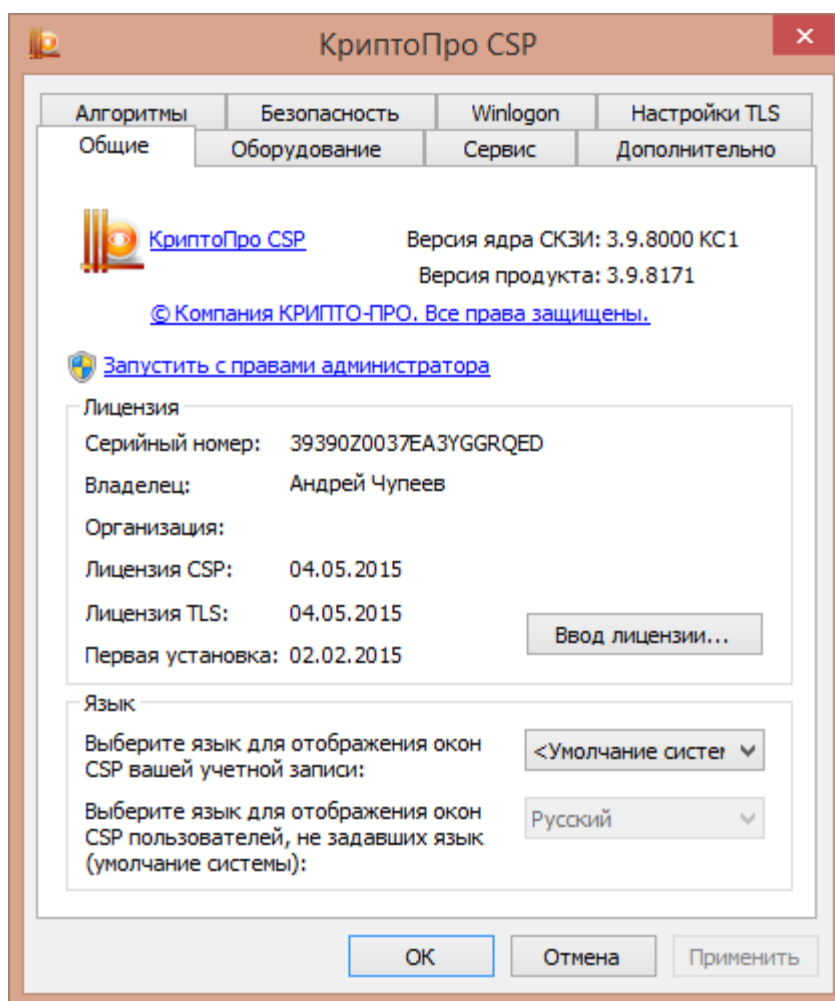 КриптоПро CSP
Алгоритмы Безопасность Winlogon Настройки TLS
Общие Оборудование Сервис Дополнительно
КриптоПро CSP Версия ядра СКЗИ: 3.9.8000 КС1
Версия продукта: 3.9.8171
© Компания КРИПТО-ПРО. Все права защищены.
Запустить с правами администратора
Лицензия
Серийный номер: 39390Z0037EA3YGGRQED
Владелец: Андрей Чупеев
Организация:
Лицензия CSP: 04.05.2015
Лицензия TLS: 04.05.2015
Ввод лицензии...
Первая установка: 02.02.2015
Язык
Выберите язык для отображения окон
CSP вашей учетной записи:
<Умолчание систем
Выберите язык для отображения окон
CSP пользователей, не задавших язык
(умолчание системы):
Русский
OK Отмена Применить